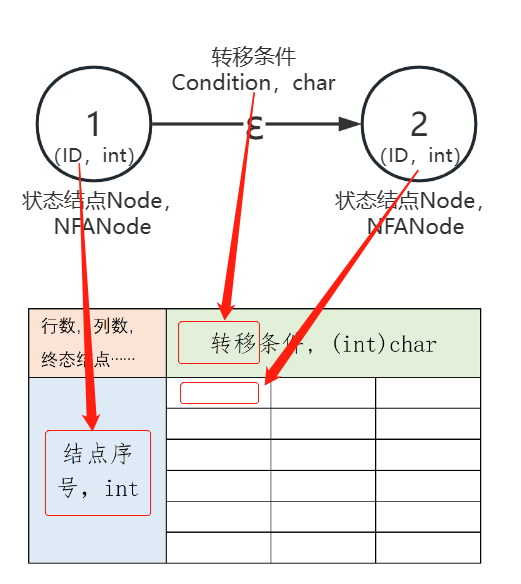 转移条件
Condition，char
1
(ID，int)
ε
2
(ID，int)
状态结点Node，
NFANode
状态结点Node，
NFANode
行数，列数，
终态结点……
转移条件，(int)char
结点序
号，int